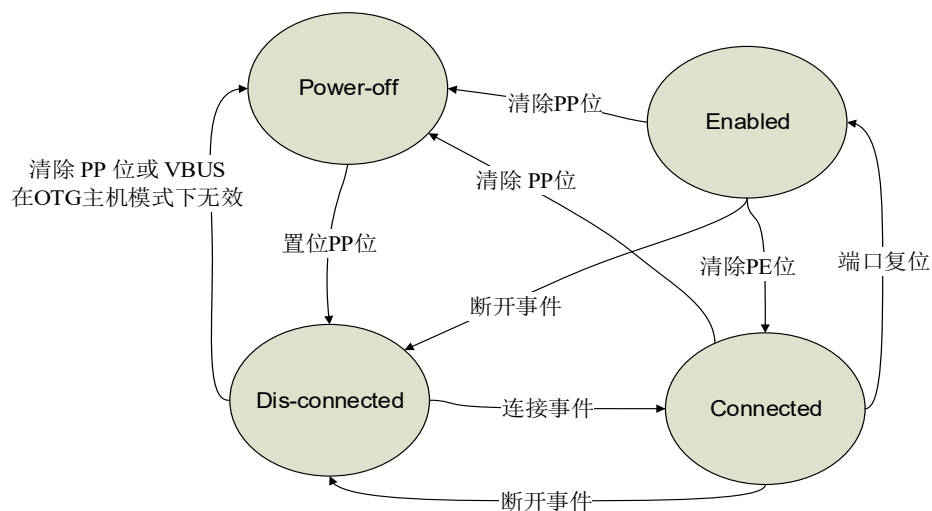 Power-off
Enabled
清除PP位
清除 PP 位或 VBUS
在OTG主机模式下无效
清除 PP位
置位PP位
清除PE位
端口复位
断开事件
Dis-connected
连接事件
Connected
断开事件